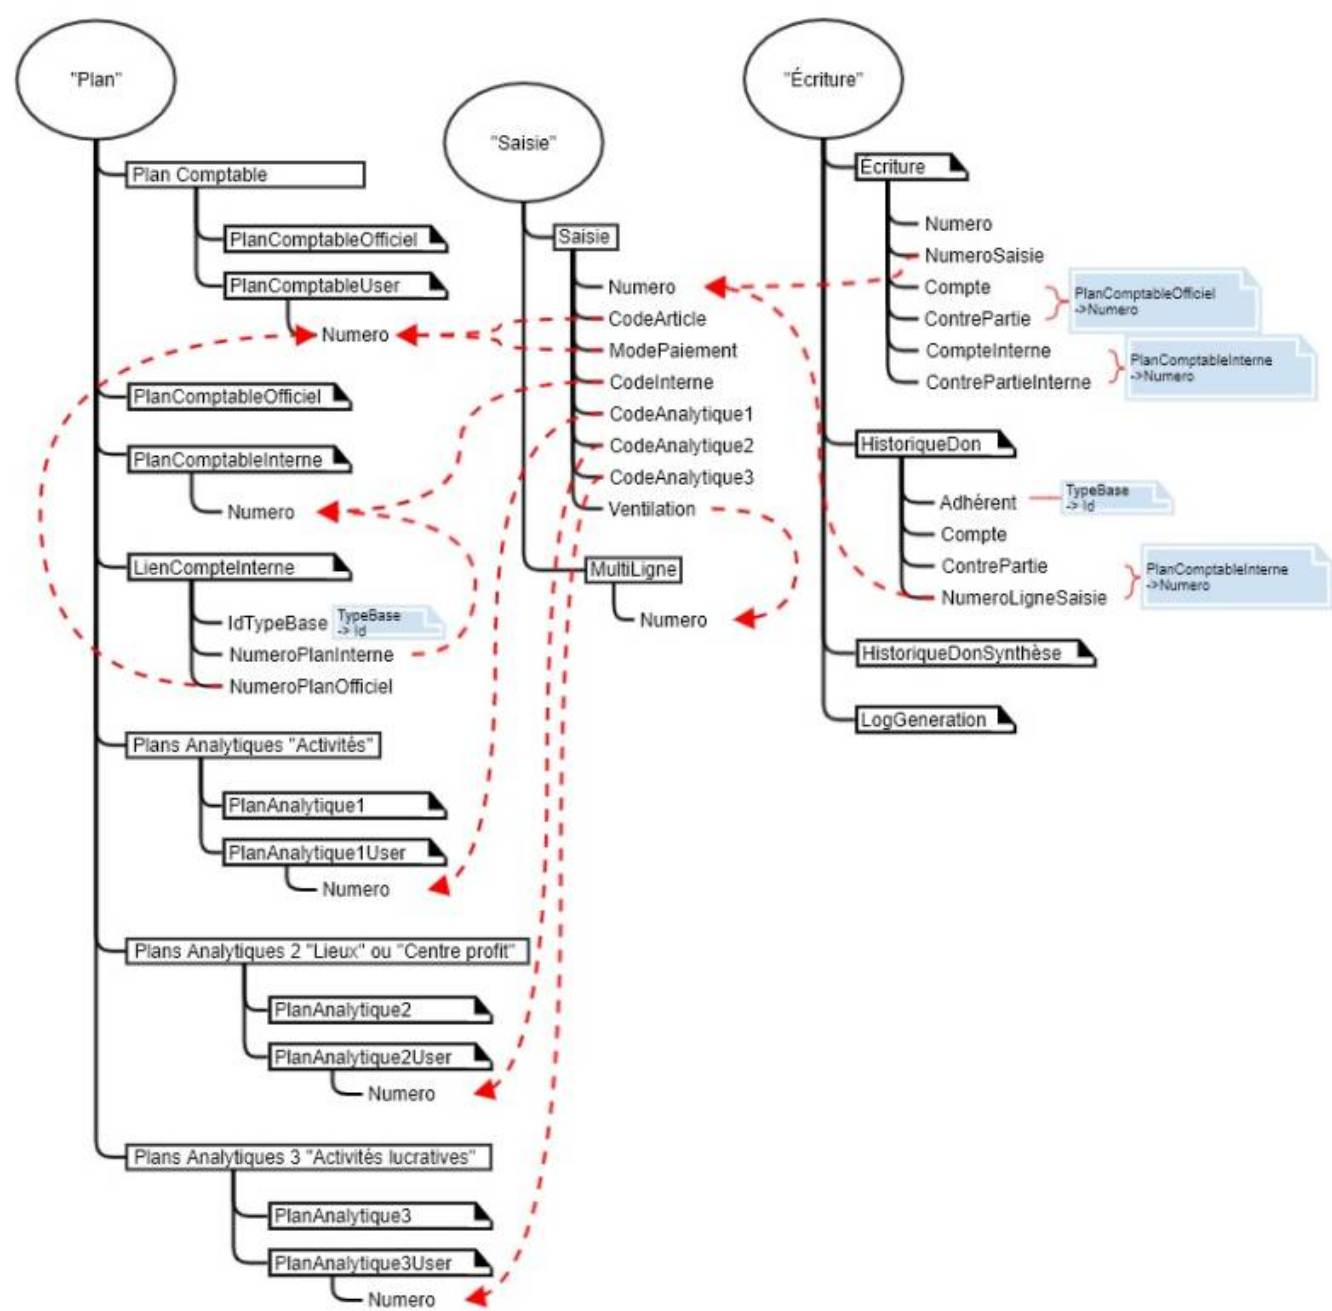 "Plan"
Plan Comptable
PlanComptableOfficiel
PlanComptableUser
Numero
PlanComptableOfficiel
PlanComptableInterne
Numero
LienCompteInterne
IdTypeBase
TypeBase
-> Id
NumeroPlanInterne
NumeroPlanOfficiel
Plans Analytiques "Activités"
PlanAnalytique1
PlanAnalytique1User
Numero
Plans Analytiques 2 "Lieux" ou "Centre profit"
PlanAnalytique2
PlanAnalytique2User
Numero
Plans Analytiques 3 "Activités lucratives"
PlanAnalytique3
PlanAnalytique3User
Numero
"Saisie"
Saisie
Numero
CodeArticle
ModePaiement
CodeInterne
CodeAnalytique1
CodeAnalytique2
CodeAnalytique3
Ventilation
MultiLigne
Numero
"Écriture"
Écriture
Numero
NumeroSaisie
Compte
ContrePartie
PlanComptableOfficiel
->Numero
CompteInterne
ContrePartieInterne
PlanComptableInterne
->Numero
HistoriqueDon
Adhérent
TypeBase
-> Id
Compte
ContrePartie
NumeroLigneSaisie
PlanComptableInterne
->Numero
HistoriqueDonSynthèse
LogGeneration